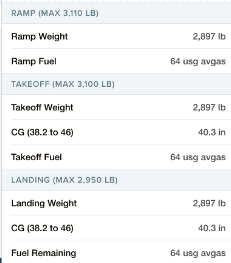 RAMP (MAX 3,110 LB)
Ramp Weight 2,897 lb
Ramp Fuel 64 usg avgas
TAKEOFF (MAX 3,100 LB)
Takeoff Weight 2,897 lb
CG (38.2 to 46) 40.3 in
Takeoff Fuel 64 usg avgas
LANDING (MAX 2,950 LB)
Landing Weight 2,897 lb
CG (38.2 to 46) 40.3 in
Fuel Remaining 64 usg avgas